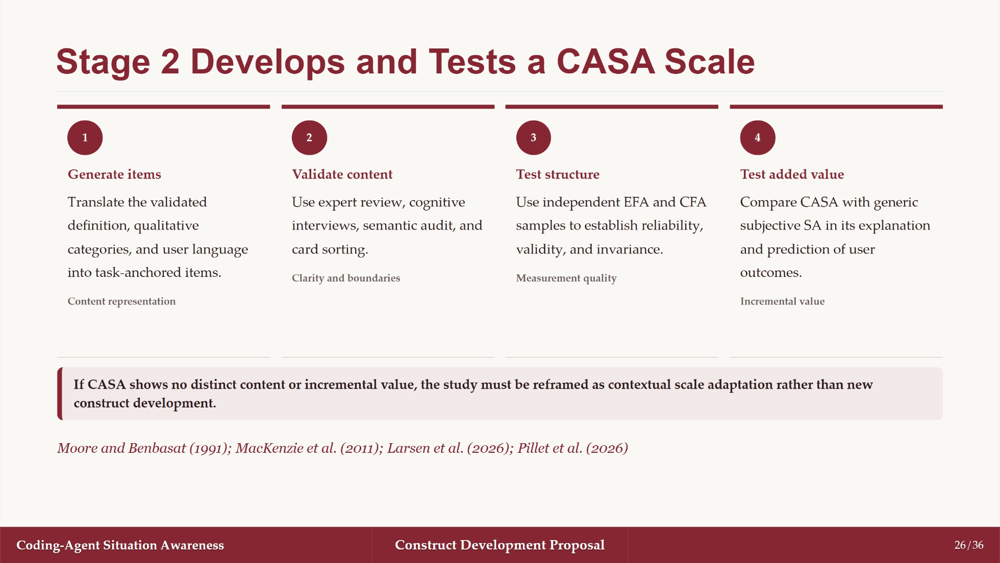 Stage 2 Develops and Tests a CASA Scale
1
Generate items
Translate the validated
definition, qualitative
categories, and user language
into task-anchored items.
Content representation
2
Validate content
Use expert review, cognitive
interviews, semantic audit, and
card sorting.
Clarity and boundaries
3
Test structure
Use independent EFA and CFA
samples to establish reliability,
validity, and invariance.
Measurement quality
4
Test added value
Compare CASA with generic
subjective SA in its explanation
and prediction of user
outcomes.
Incremental value
If CASA shows no distinct content or incremental value, the study must be reframed as contextual scale adaptation rather than new
construct development.
Moore and Benbasat (1991); MacKenzie et al. (2011); Larsen et al. (2026); Pillet et al. (2026)
Coding-Agent Situation Awareness
Construct Development Proposal
26/36